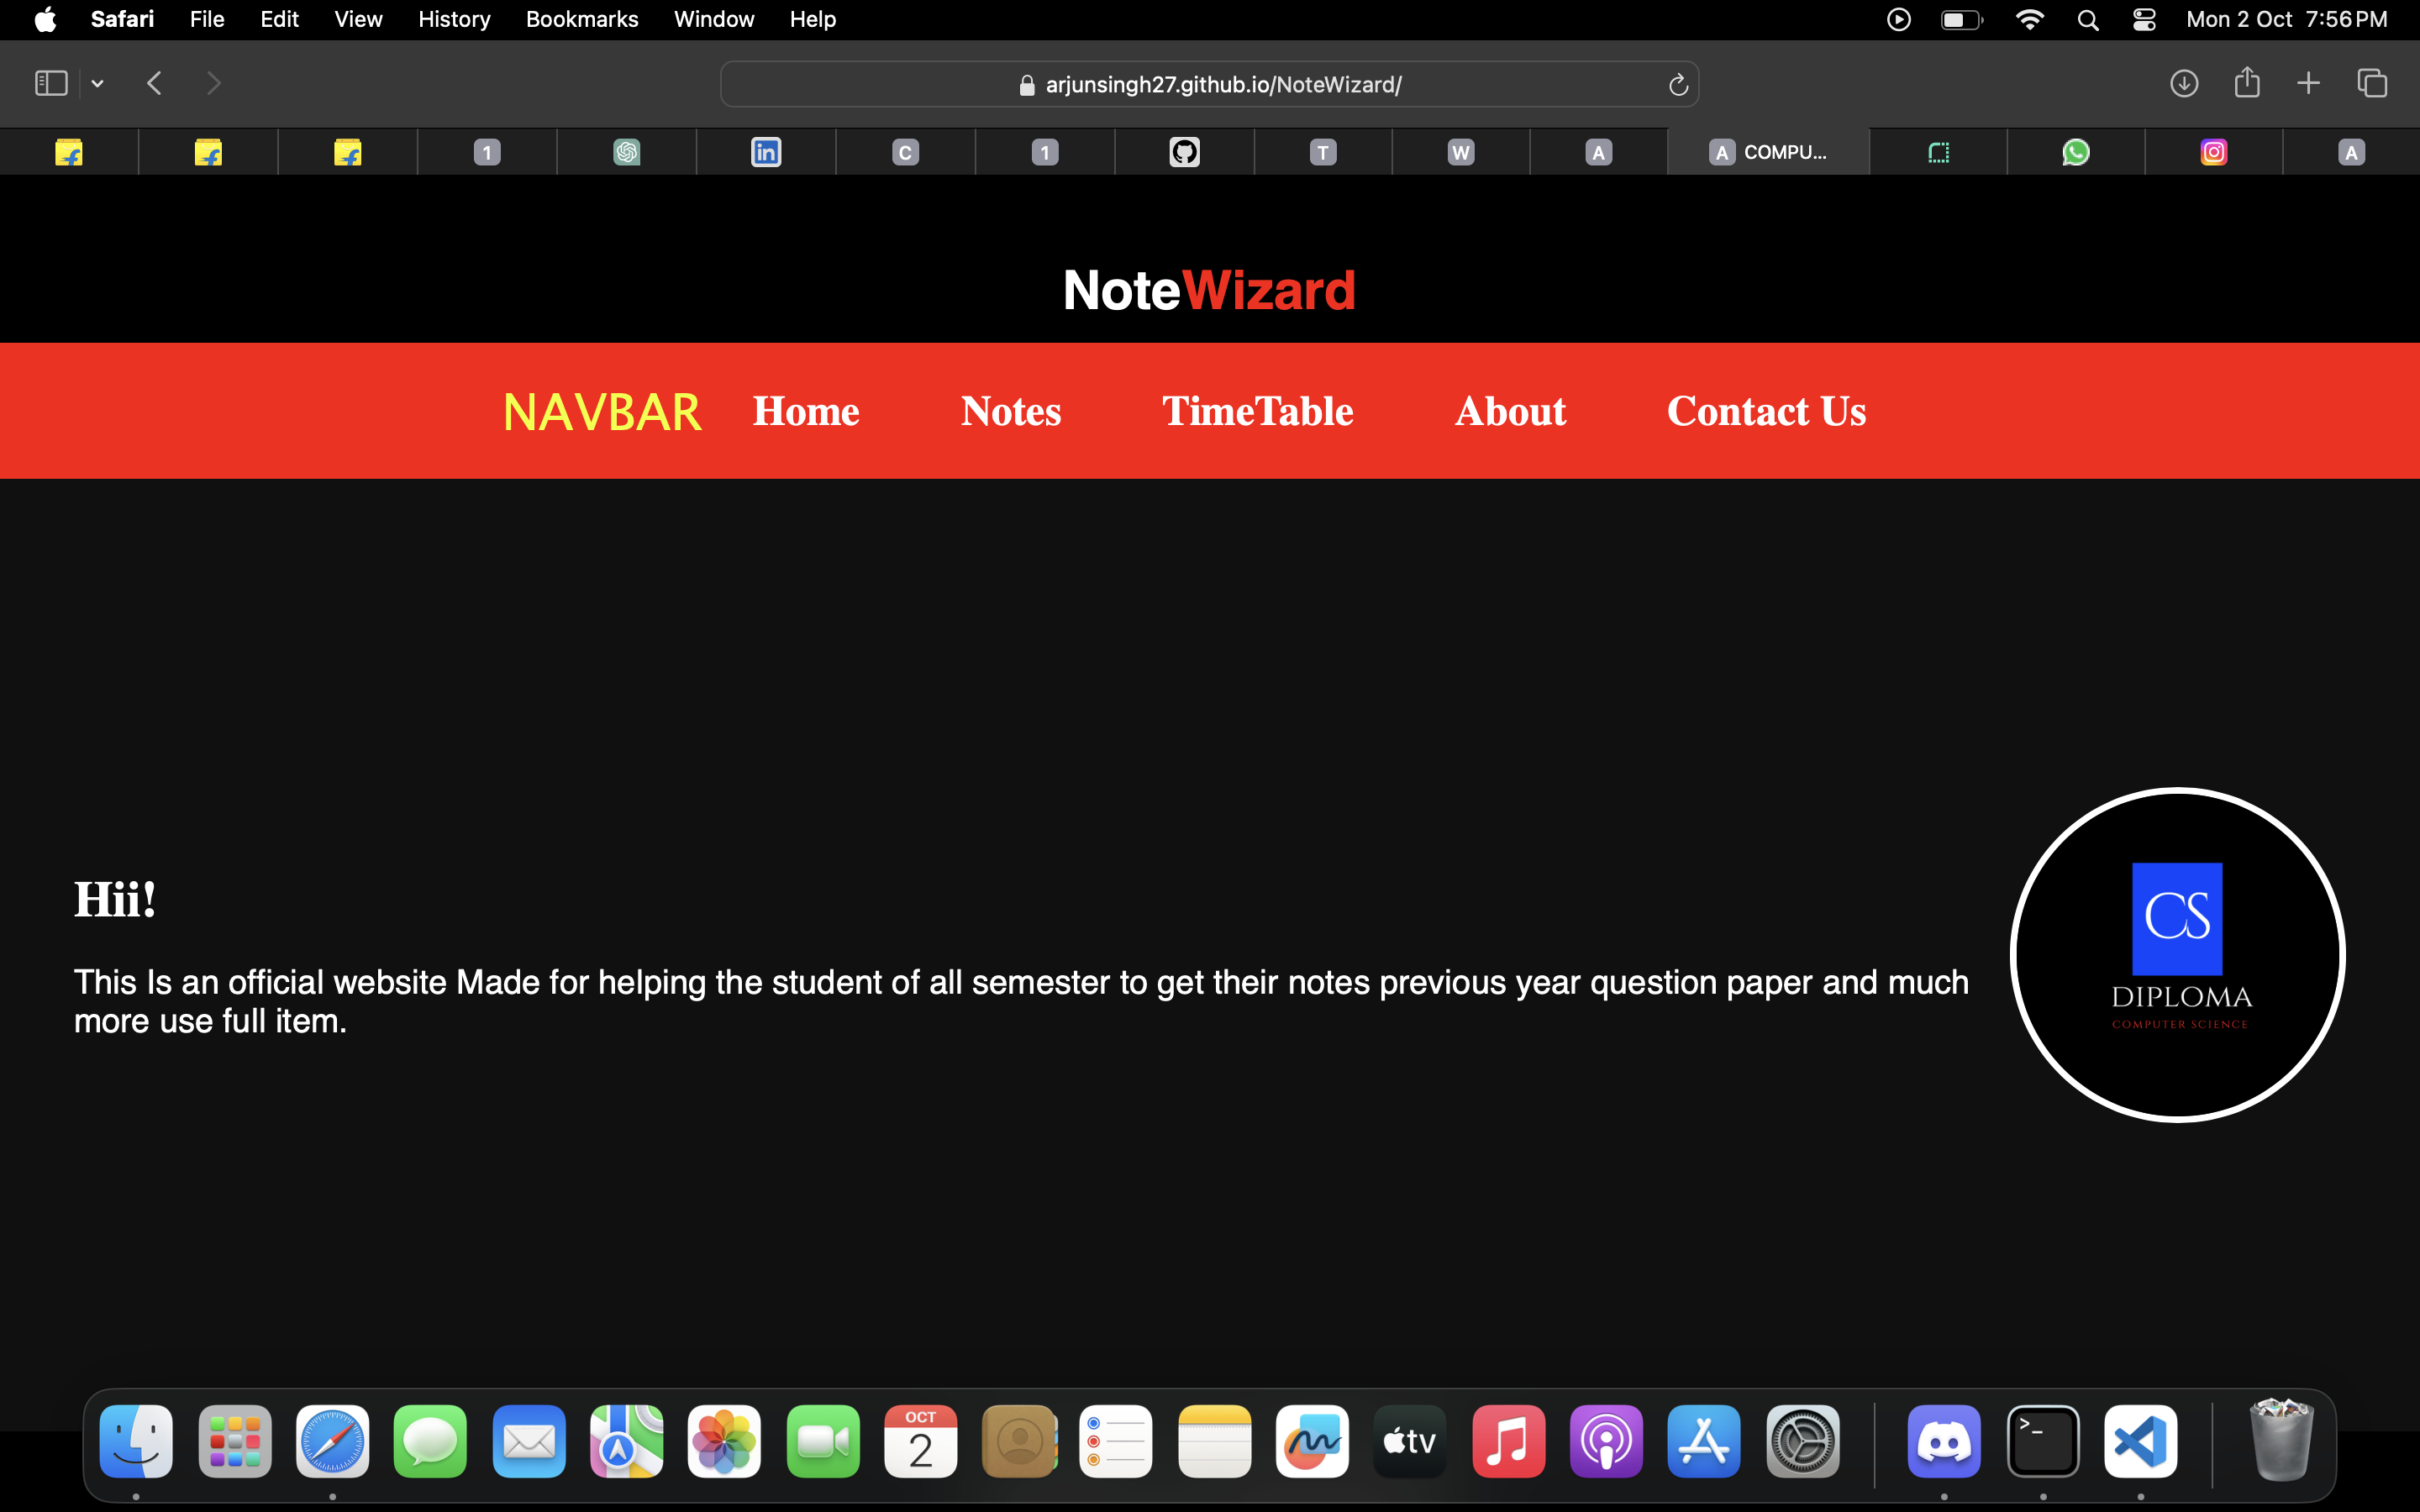 Safari File Edit View History Bookmarks Window Help Mon 2 Oct 7:56 PM
arjunsingh27.github.io/NoteWizard/
1 in C 1 T W A A COMPU... A
NoteWizard
NAVBAR Home Notes TimeTable About Contact Us
Hii!
This Is an official website Made for helping the student of all semester to get their notes previous year question paper and much
more use full item.
CS
DIPLOMA
COMPUTER SCIENCE
OCT
2
tv
>_